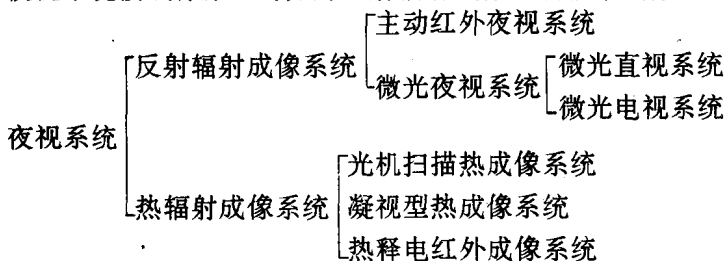 主动红外夜视系统
反射辐射成像系统
微光夜视系统
微光直视系统
微光电视系统
夜视系统
光机扫描热成像系统
热辐射成像系统
凝视型热成像系统
热释电红外成像系统